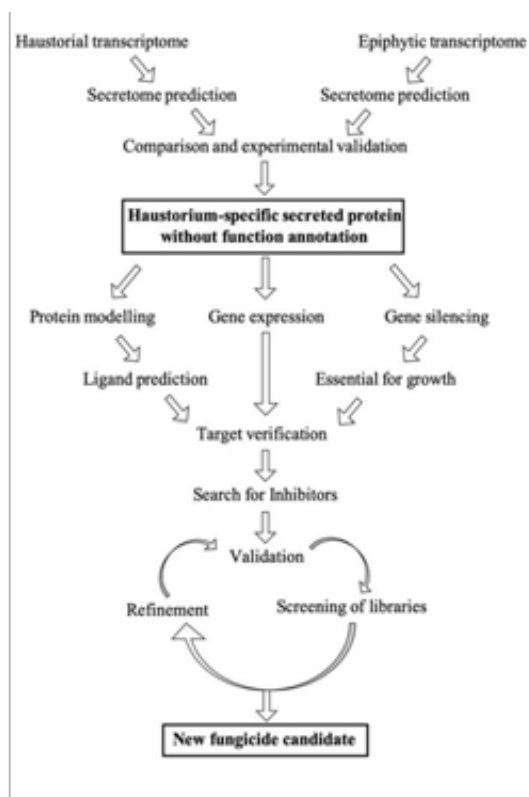 Haustorial transcriptome
Epiphytic transcriptome
Secretome prediction
Secretome prediction
Comparison and experimental validation
Haustorium-specific secreted protein
without function annotation
Protein modelling
Gene expression
Gene silencing
Ligand prediction
Essential for growth
Target verification
Search for Inhibitors
Validation
Refinement
Screening of libraries
New fungicide candidate